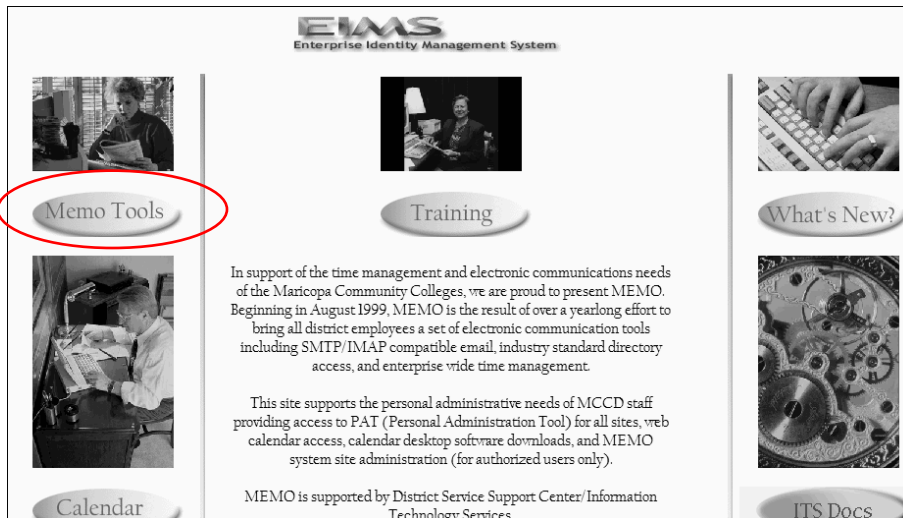 EIMS
Enterprise Identity Management System
Memo Tools
Training
What's New?
In support of the time management and electronic communications needs
of the Maricopa Community Colleges, we are proud to present MEMO.
Beginning in August 1999, MEMO is the result of over a yearlong effort to
bring all district employees a set of electronic communication tools
including SMTP/IMAP compatible email, industry standard directory
access, and enterprise wide time management.
This site supports the personal administrative needs of MCCD staff
providing access to PAT (Personal Administration Tool) for all sites, web
calendar access, calendar desktop software downloads, and MEMO
system site administration (for authorized users only).
MEMO is supported by District Service Support Center/Information
Technology Services
Calendar
ITS Docs